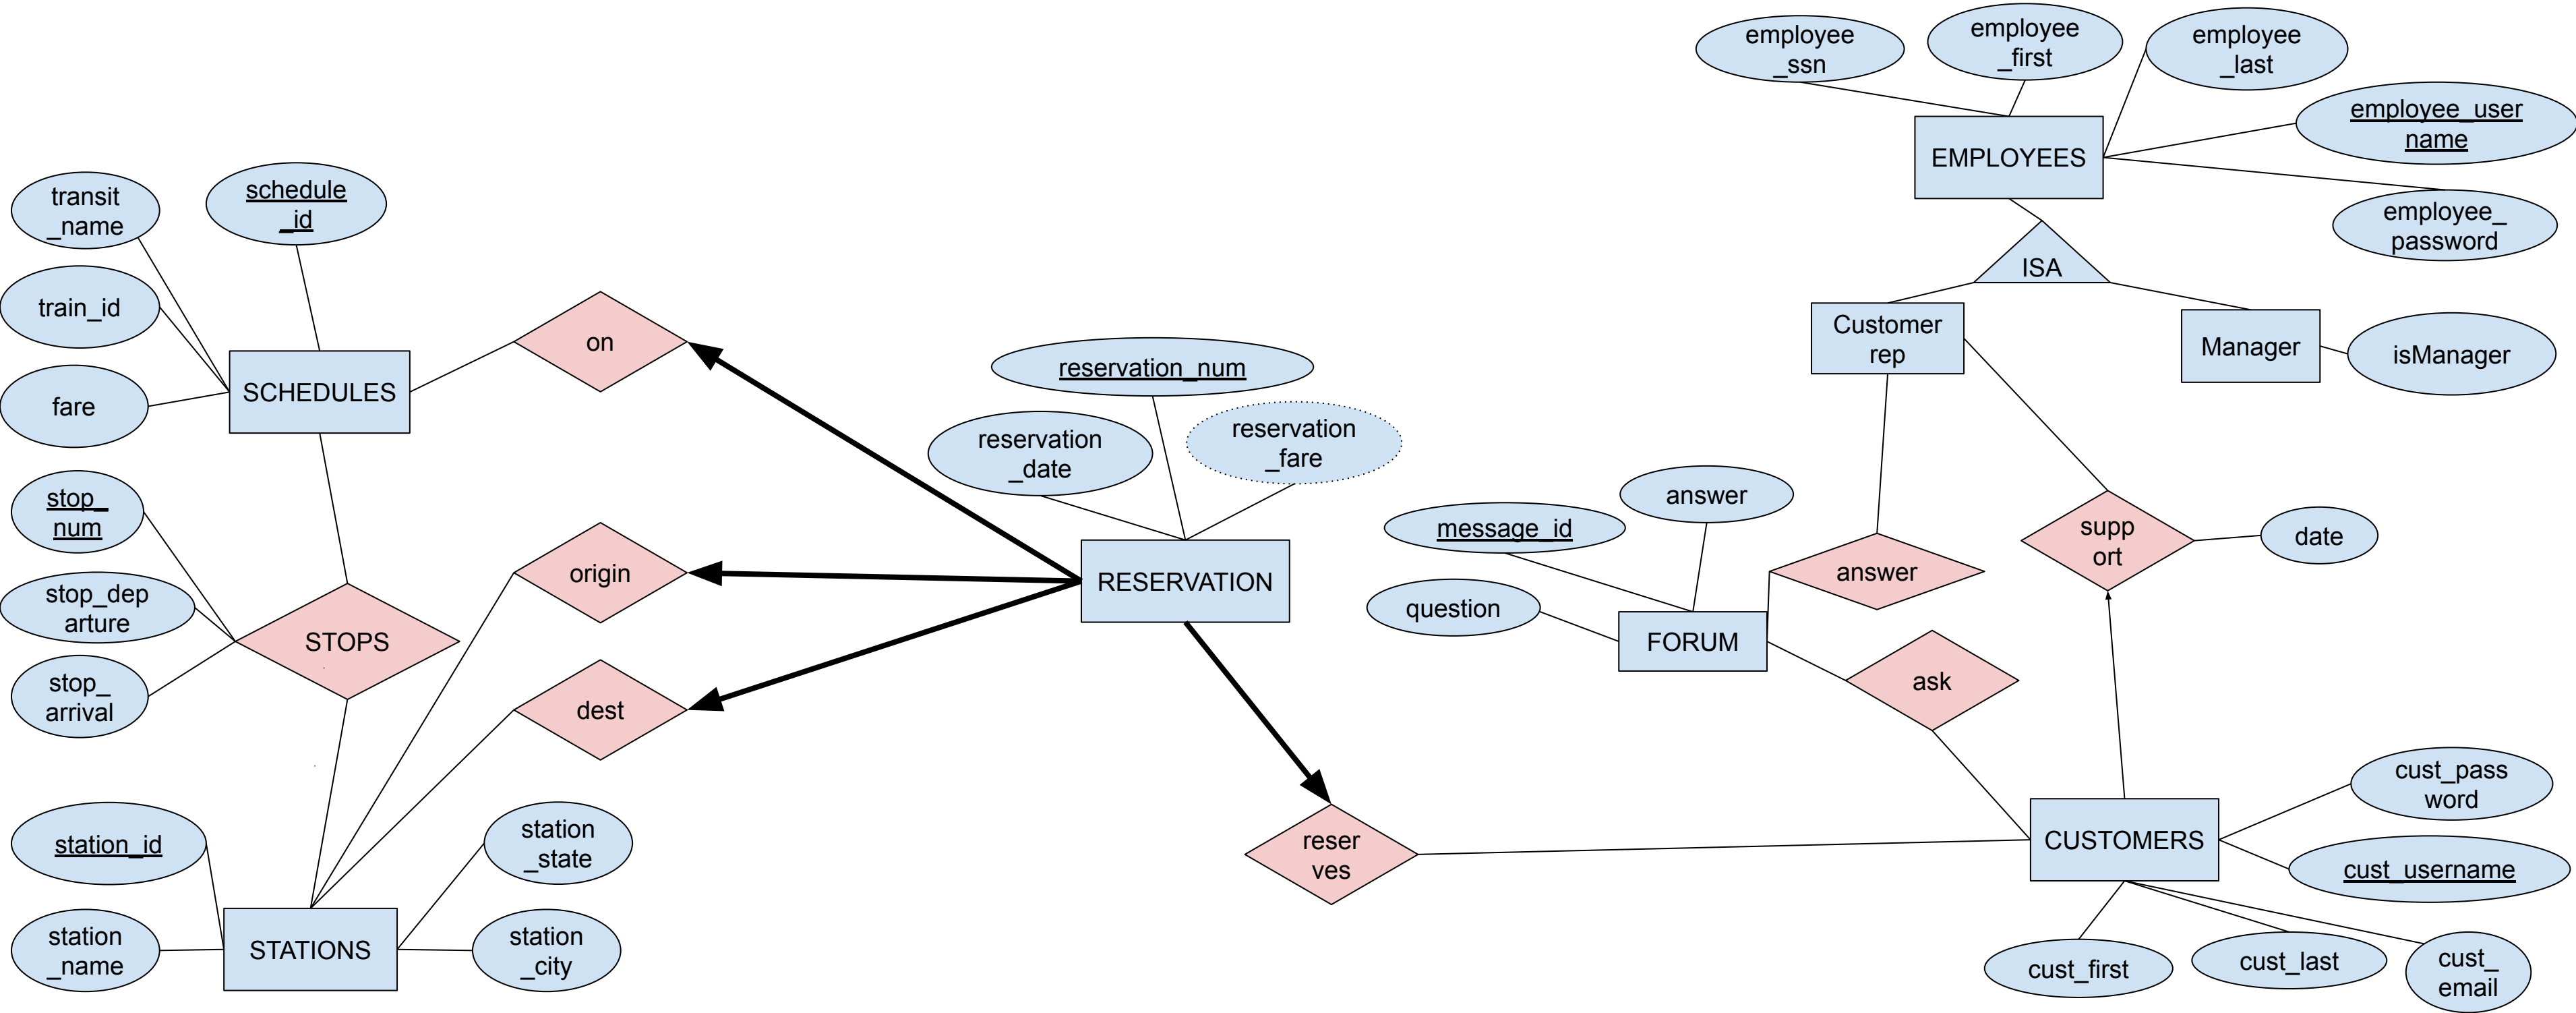 employee
_ssn
employee
_first
employee
_last
employee_user
name
EMPLOYEES
employee_
password
ISA
Customer
rep
Manager
isManager
transit
_name
schedule
_id
train_id
fare
SCHEDULES
on
reservation_num
reservation
_date
reservation
_fare
RESERVATION
stop_
num
stop_dep
arture
stop_
arrival
STOPS
origin
dest
message_id
answer
question
FORUM
answer
supp
ort
date
ask
reser
ves
CUSTOMERS
cust_pass
word
cust_username
cust_first
cust_last
cust_
email
station_id
station
_name
STATIONS
station
_state
station
_city